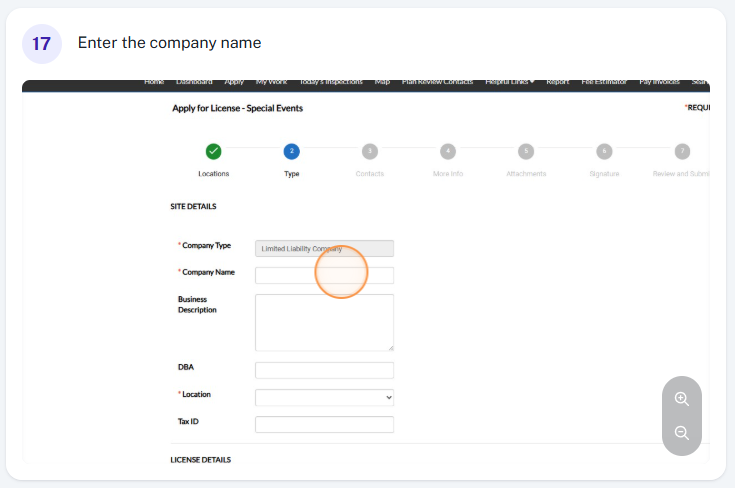 17 Enter the company name
Home Dashboard Apply My Work Today's Inspections Map Plan Review Contacts Helpful Links Report Fee Estimator Pay Invoices Sear
Apply for License - Special Events *REQUI
2 3 4 5 6 7
Locations Type Contacts More Info Attachments Signature Review and Submi
SITE DETAILS
* Company Type Limited Liability Company
* Company Name
Business
Description
DBA
* Location
Tax ID
LICENSE DETAILS